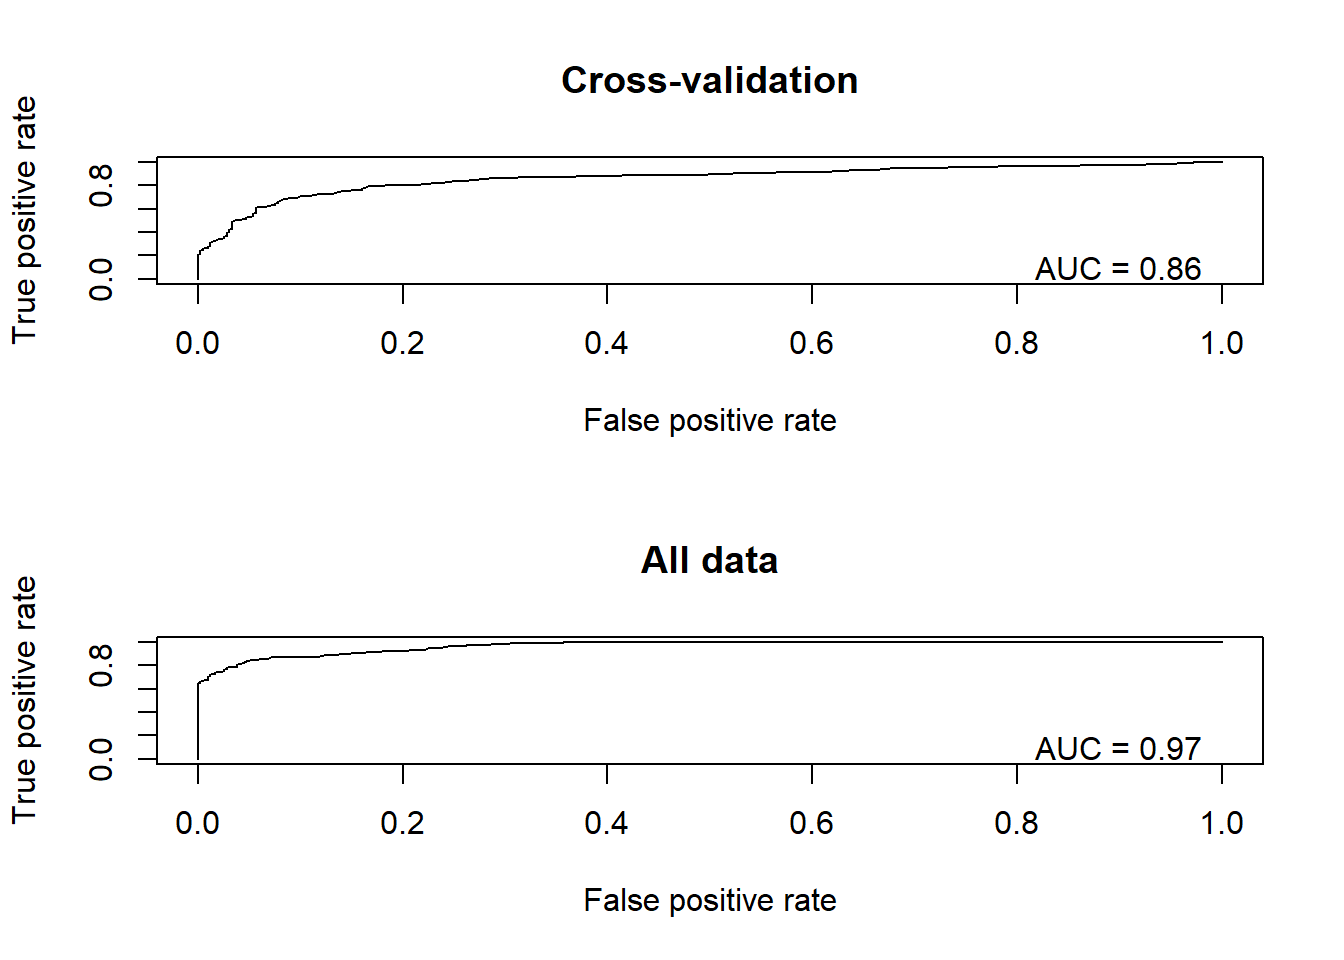 Cross-validation
True positive rate
0.8
0.0
AUC = 0.86
0.0 0.2 0.4 0.6 0.8 1.0
False positive rate
All data
True positive rate
0.8
0.0
AUC = 0.97
0.0 0.2 0.4 0.6 0.8 1.0
False positive rate